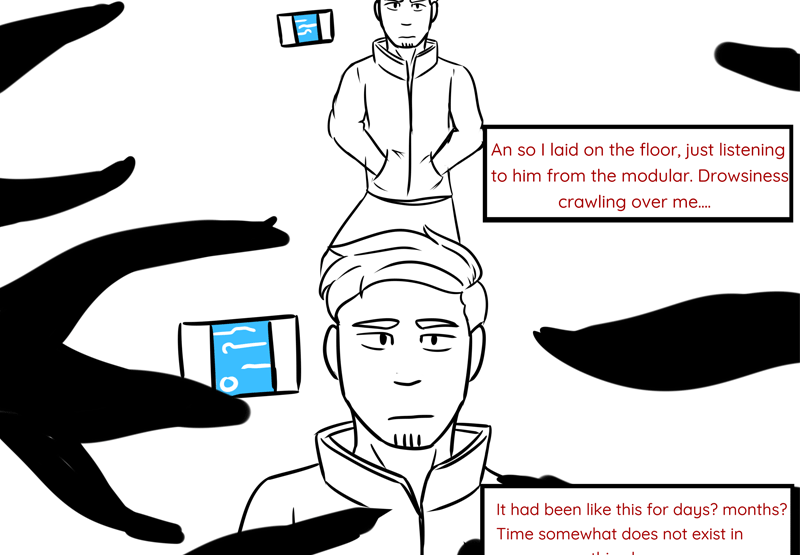 An so I laid on the floor, just listening
to him from the modular. Drowsiness
crawling over me....
It had been like this for days? months?
Time somewhat does not exist in